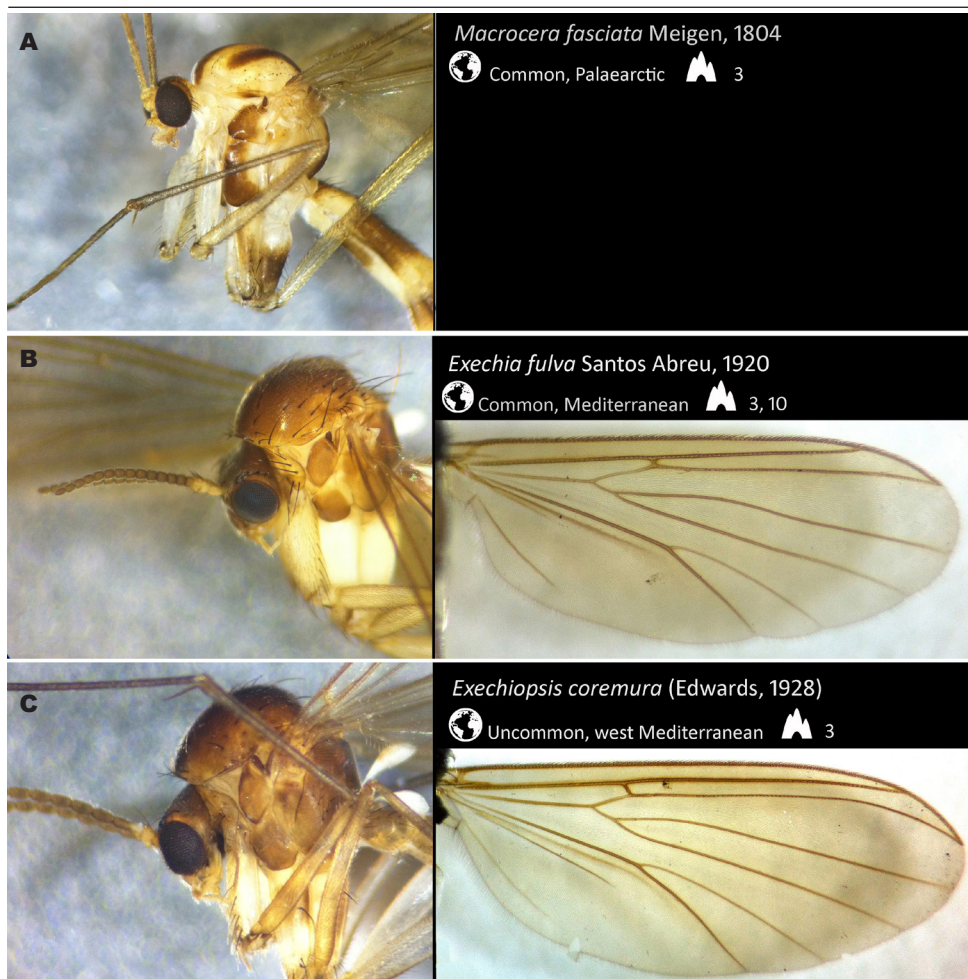 A
Macrocera fasciata Meigen, 1804
Common, Palaearctic 3
B
Exechia fulva Santos Abreu, 1920
Common, Mediterranean 3, 10
C
Exechiopsis coremura (Edwards, 1928)
Uncommon, west Mediterranean 3